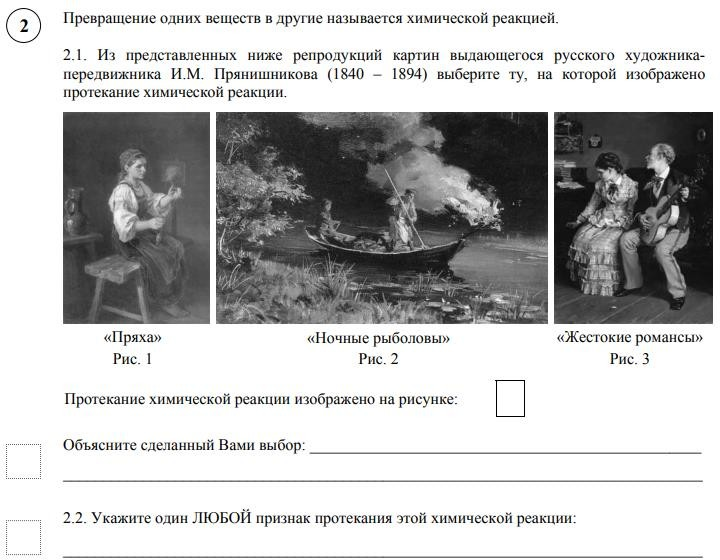 2
Превращение одних веществ в другие называется химической реакцией.
2.1. Из представленных ниже репродукций картин выдающегося русского художника-
передвижника И.М. Прянишникова (1840 – 1894) выберите ту, на которой изображено
протекание химической реакции.
«Пряха»
Рис. 1
«Ночные рыболовы»
Рис. 2
«Жестокие романсы»
Рис. 3
Протекание химической реакции изображено на рисунке:
Объясните сделанный Вами выбор:
2.2. Укажите один ЛЮБОЙ признак протекания этой химической реакции: